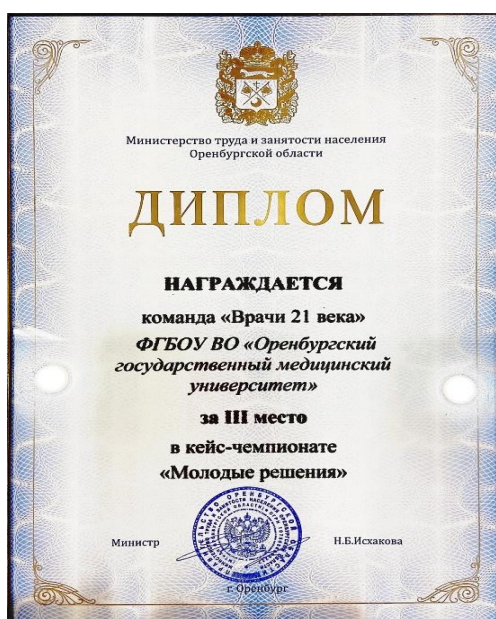 Министерство труда и занятости населения
Оренбургской области
ДИПЛОМ
НАГРАЖДАЕТСЯ
команда «Врачи 21 века»
ФГБОУ ВО «Оренбургский
государственный медицинский
университет»
за III место
в кейс-чемпионате
«Молодые решения»
Министр
Н.Б.Исхакова
г. Оренбург